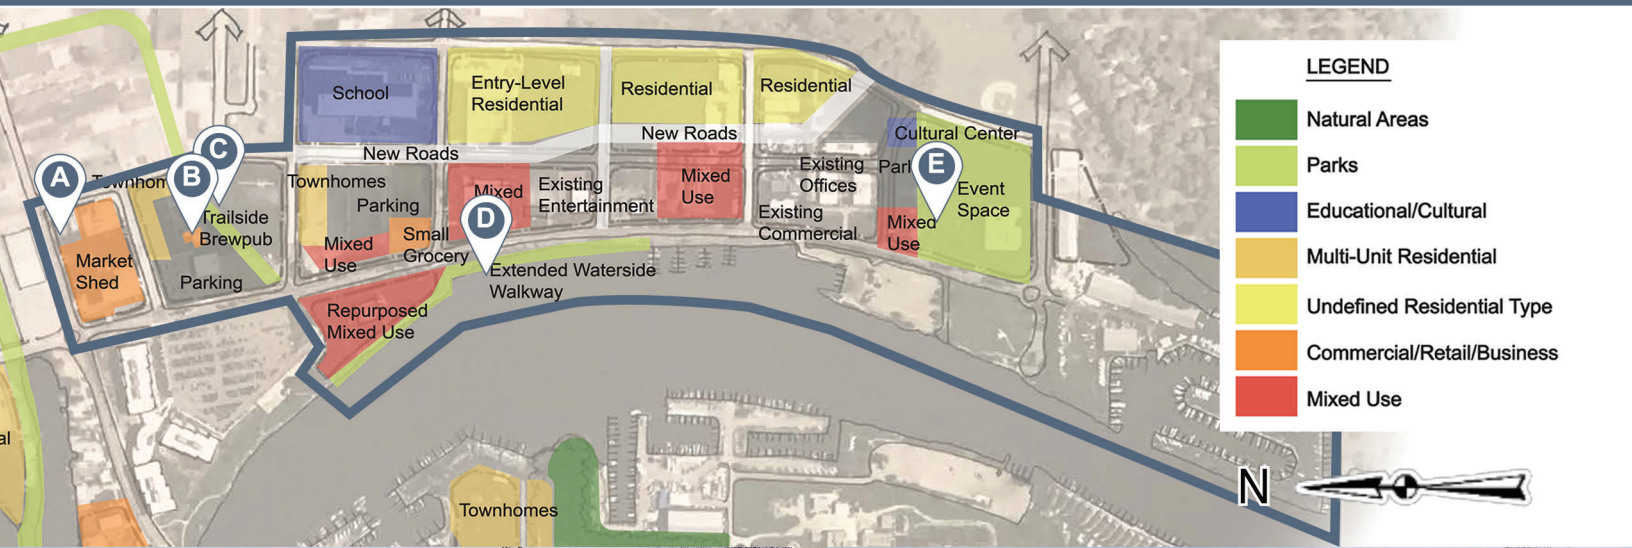 School
Entry-Level
Residential
Residential
Residential
New Roads
New Roads
Cultural Center
A
B
C
D
E
Townhomes
Parking
Mixed
Existing
Entertainment
Mixed
Use
Existing
Offices
Existing
Commercial
Event
Space
Mixed
Use
Trailside
Brewpub
Parking
Market
Shed
Mixed
Use
Small
Grocery
Extended Waterside
Walkway
Repurposed
Mixed Use
Townhomes
al
LEGEND
Natural Areas
Parks
Educational/Cultural
Multi-Unit Residential
Undefined Residential Type
Commercial/Retail/Business
Mixed Use
N